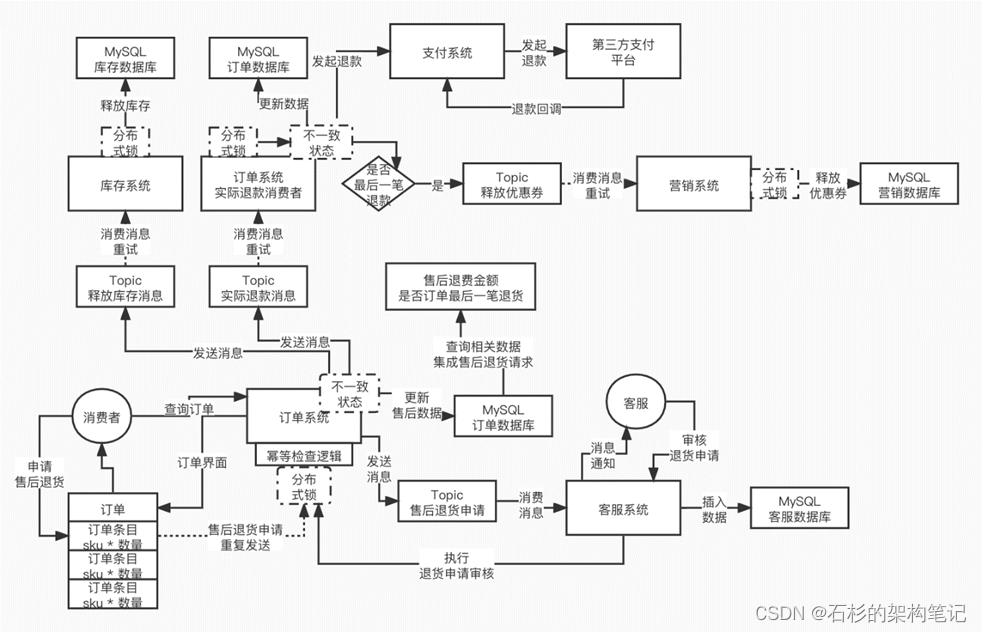 MySQL
库存数据库
MySQL
订单数据库
发起退款
支付系统
发起
退款
第三方支付
平台
释放库存
更新数据
退款回调
分布
式锁
分布
式锁
不一致
状态
库存系统
订单系统
实际退款消费者
是否
最后一笔
退款
是
Topic
释放优惠券
消费消息
重试
营销系统
分布
式锁
释放
优惠券
MySQL
营销数据库
消费消息
重试
消费消息
重试
Topic
释放库存消息
Topic
实际退款消息
售后退费金额
是否订单最后一笔退货
发送消息
发送消息
查询相关数据
集成售后退货请求
不一致
状态
更新
售后数据
MySQL
订单数据库
消费者
查询订单
订单系统
客服
幂等检查逻辑
申请
售后退货
订单界面
发送
消息
消息
通知
审核
退货申请
分布
式锁
Topic
售后退货申请
消费
消息
客服系统
插入
数据
MySQL
客服数据库
订单
订单条目
sku * 数量
订单条目
sku * 数量
订单条目
sku * 数量
售后退货申请
重复发送
执行
退货申请审核
CSDN @石杉的架构笔记